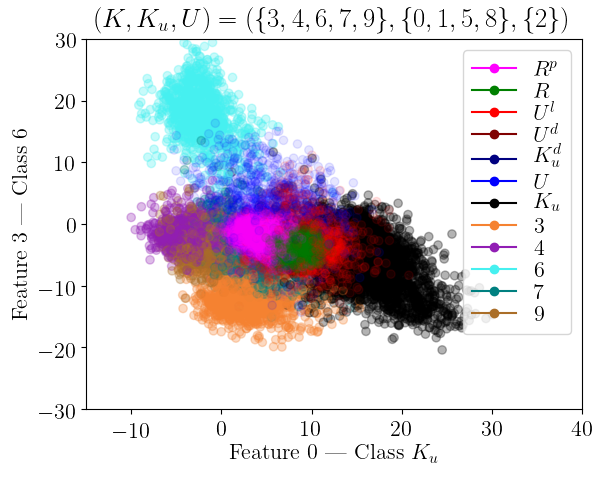 (K, K_u, U) = ({3, 4, 6, 7, 9}, {0, 1, 5, 8}, {2})
Feature 3 — Class 6
30
20
10
0
−10
−20
−30
R^p
R
U^l
U^d
K_u^d
U
K_u
3
4
6
7
9
−10 0 10 20 30 40
Feature 0 — Class K_u